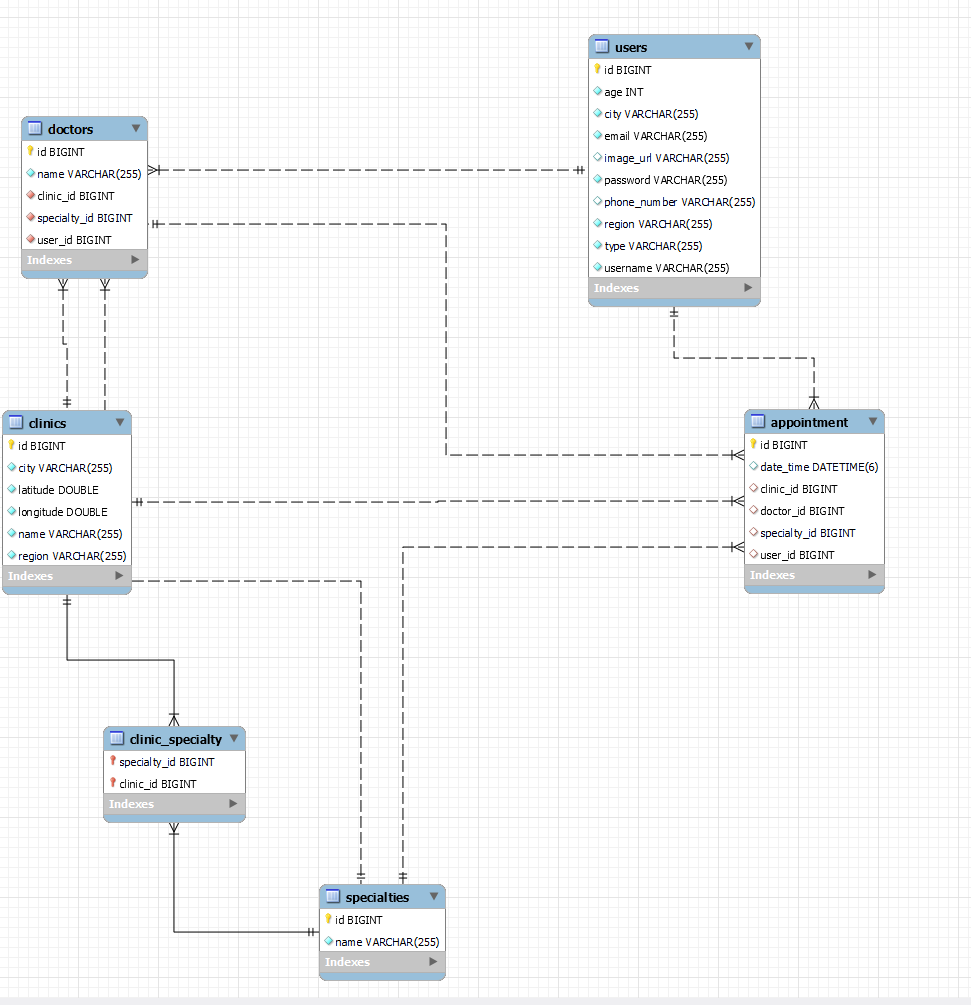 users
id BIGINT
age INT
city VARCHAR(255)
email VARCHAR(255)
image_url VARCHAR(255)
password VARCHAR(255)
phone_number VARCHAR(255)
region VARCHAR(255)
type VARCHAR(255)
username VARCHAR(255)
Indexes
doctors
id BIGINT
name VARCHAR(255)
clinic_id BIGINT
specialty_id BIGINT
user_id BIGINT
Indexes
clinics
id BIGINT
city VARCHAR(255)
latitude DOUBLE
longitude DOUBLE
name VARCHAR(255)
region VARCHAR(255)
Indexes
appointment
id BIGINT
date_time DATETIME(6)
clinic_id BIGINT
doctor_id BIGINT
specialty_id BIGINT
user_id BIGINT
Indexes
clinic_specialty
specialty_id BIGINT
clinic_id BIGINT
Indexes
specialties
id BIGINT
name VARCHAR(255)
Indexes